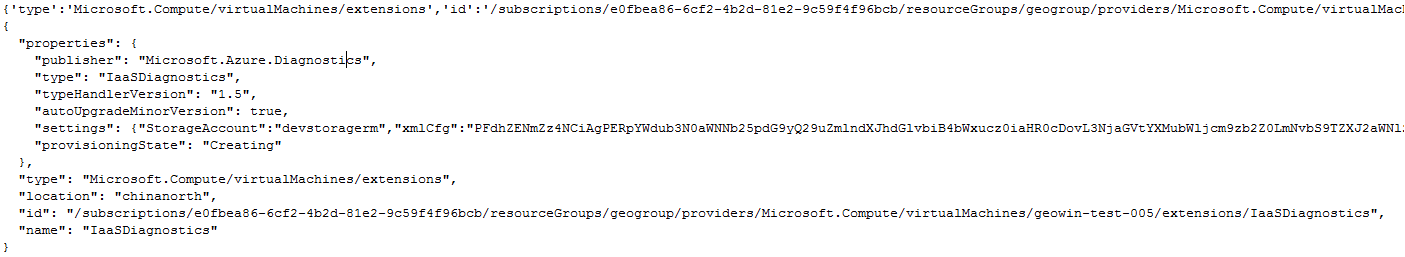 {'type':'Microsoft.Compute/virtualMachines/extensions','id':'/subscriptions/e0fbea86-6cf2-4b2d-81e2-9c59f4f96bcb/resourceGroups/geogroup/providers/Microsoft.Compute/virtualMac
{
"properties": {
"publisher": "Microsoft.Azure.Diagnostics",
"type": "IaaSDiagnostics",
"typeHandlerVersion": "1.5",
"autoUpgradeMinorVersion": true,
"settings": {"StorageAccount":"devstoragerm","xmlCfg":"PFdhZENmZz4NCiAgPERpYWdub3N0aWNNb25pdG9yQ29uZmlndXJhdGlvbiB4bWxucz0iaHR0cDovL3NjaGVtYXMubWljcm9zb2Z0LmNvbS9TZXJ2aWNl
"provisioningState": "Creating"
},
"type": "Microsoft.Compute/virtualMachines/extensions",
"location": "chinanorth",
"id": "/subscriptions/e0fbea86-6cf2-4b2d-81e2-9c59f4f96bcb/resourceGroups/geogroup/providers/Microsoft.Compute/virtualMachines/geowin-test-005/extensions/IaaSDiagnostics",
"name": "IaaSDiagnostics"
}